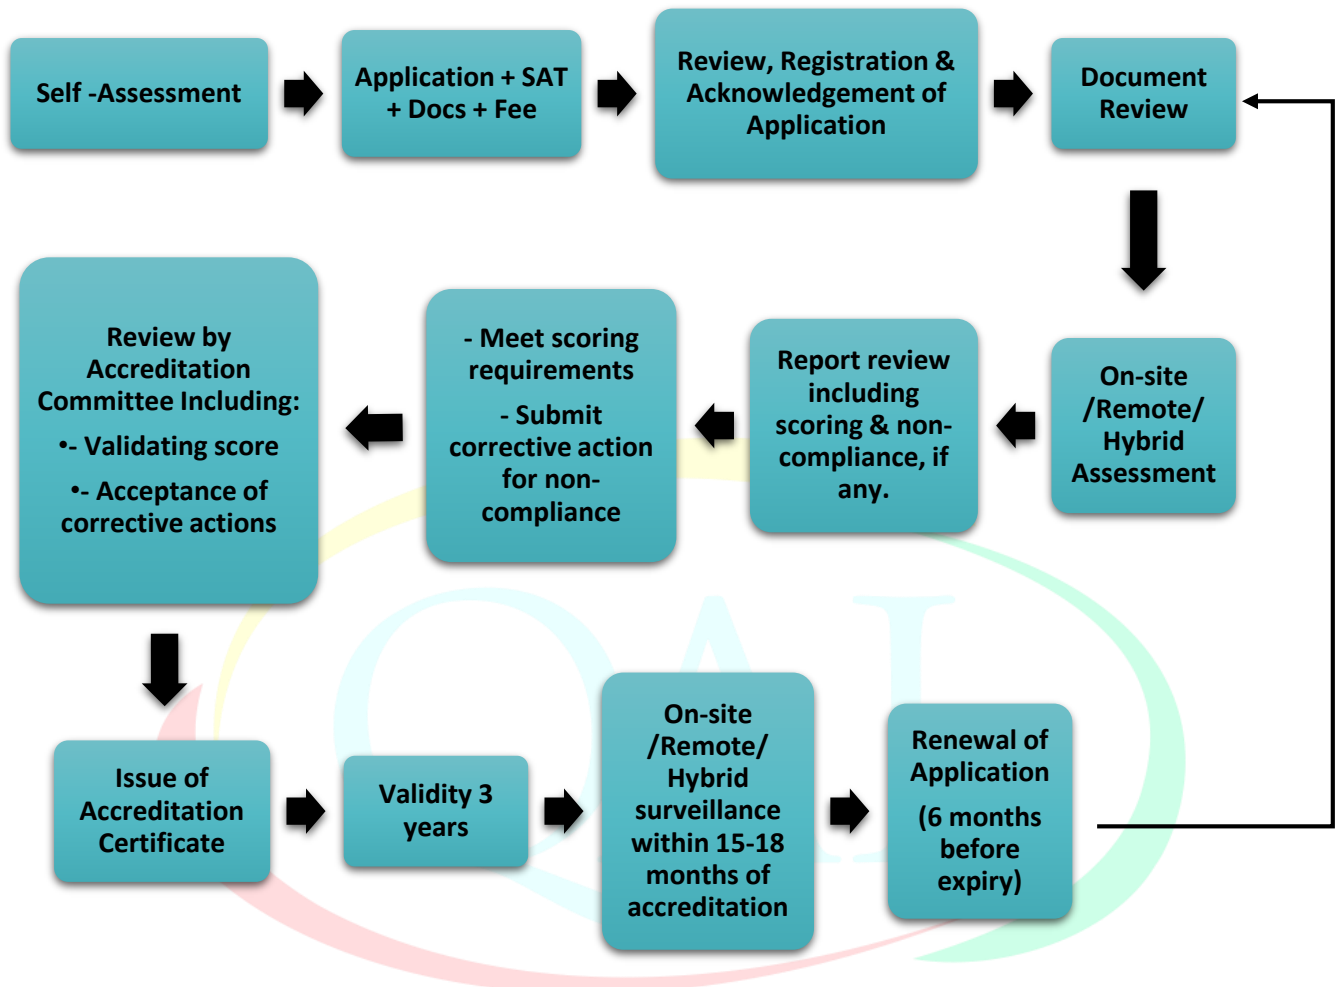 Self -Assessment
Application + SAT
+ Docs + Fee
Review, Registration &
Acknowledgement of
Application
Document
Review
On-site
/Remote/
Hybrid
Assessment
Report review
including
scoring & non-
compliance, if
any.
- Meet scoring
requirements
- Submit
corrective action
for non-
compliance
Review by
Accreditation
Committee Including:
•- Validating score
•- Acceptance of
corrective actions
Issue of
Accreditation
Certificate
Validity 3
years
On-site
/Remote/
Hybrid
surveillance
within 15-18
months of
accreditation
Renewal of
Application
(6 months
before
expiry)
QAI